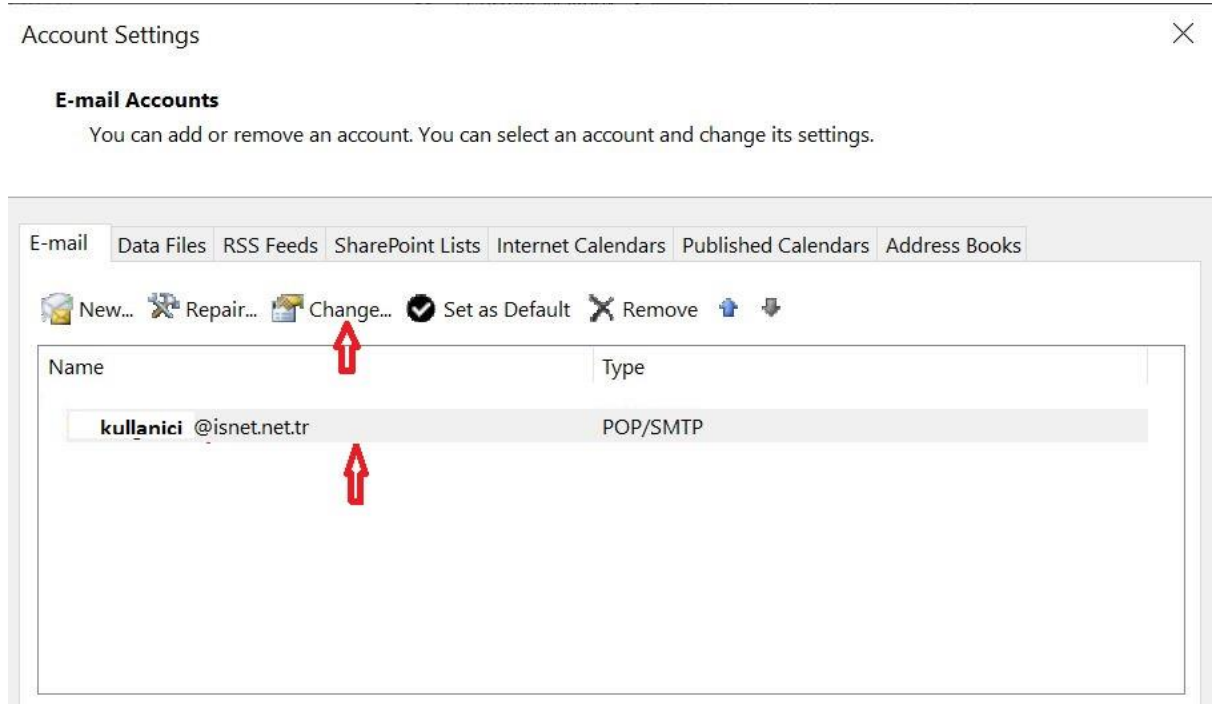 Account Settings
E-mail Accounts
You can add or remove an account. You can select an account and change its settings.
E-mail Data Files RSS Feeds SharePoint Lists Internet Calendars Published Calendars Address Books
New... Repair... Change... Set as Default Remove
Name Type
kullanici @isnet.net.tr POP/SMTP